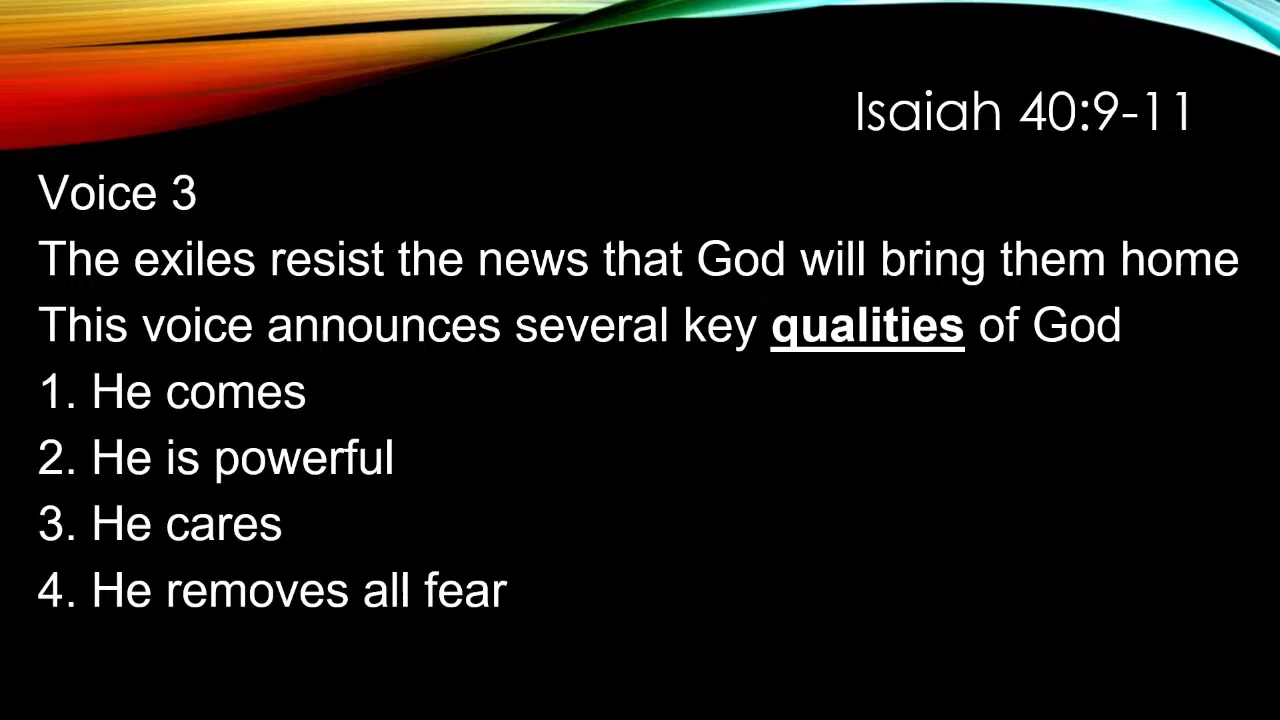 Isaiah 40:9-11
Voice 3
The exiles resist the news that God will bring them home
This voice announces several key qualities of God
1. He comes
2. He is powerful
3. He cares
4. He removes all fear